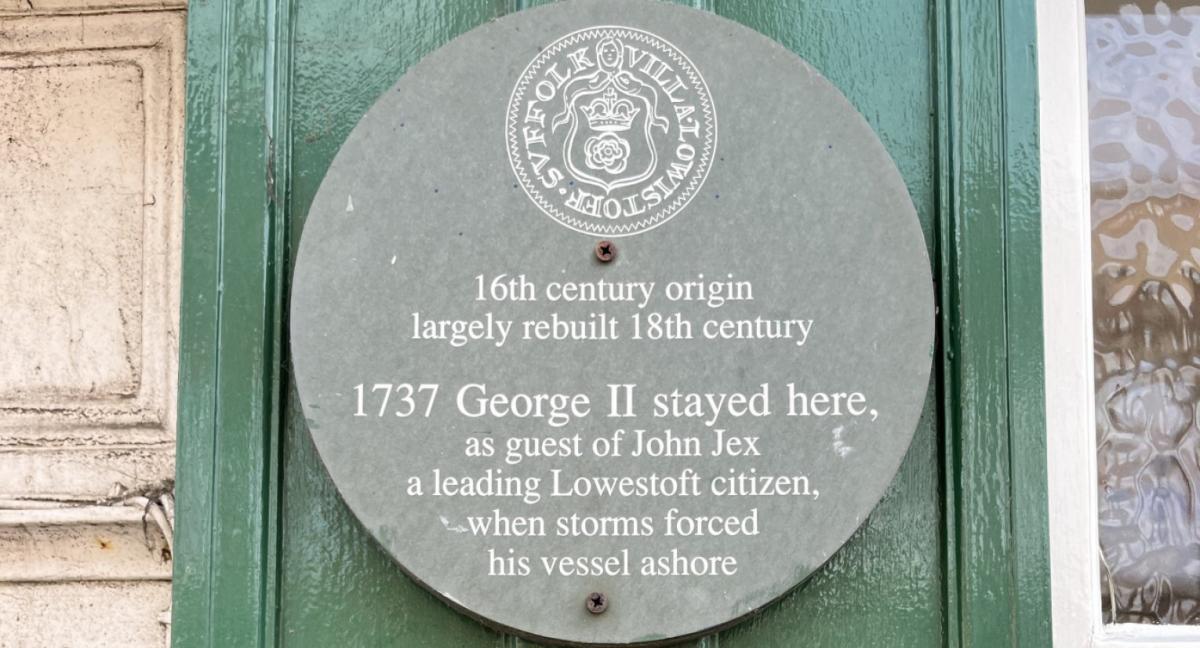 SVFFOLK VILLA·LOWISTOFR·
16th century origin
largely rebuilt 18th century
1737 George II stayed here,
as guest of John Jex
a leading Lowestoft citizen,
when storms forced
his vessel ashore